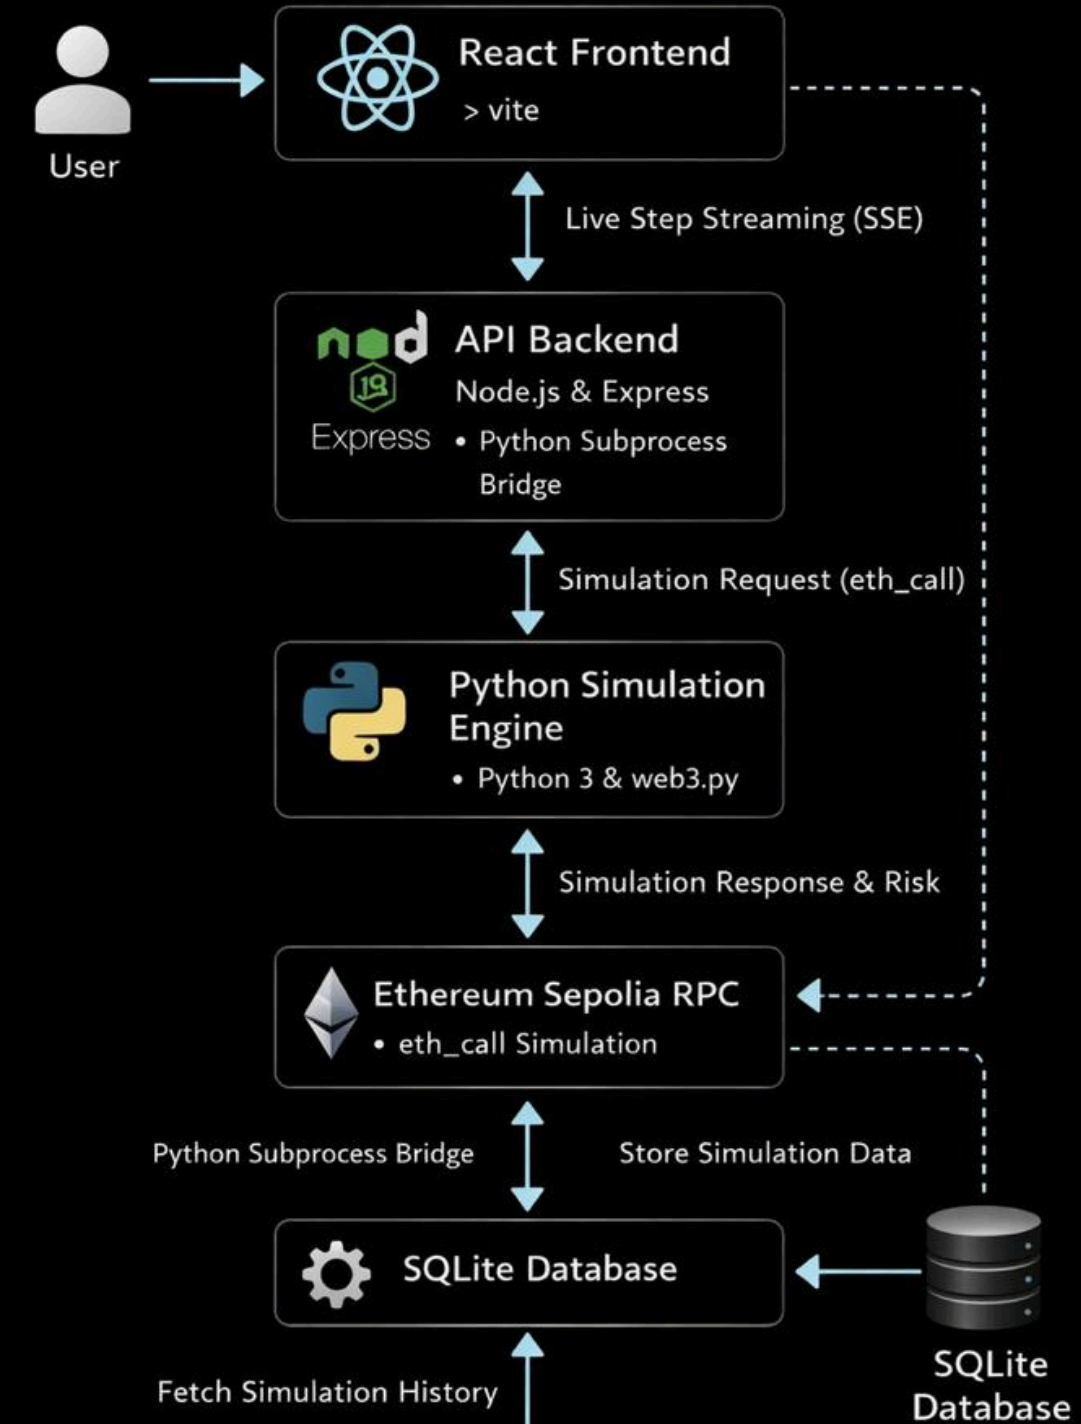 React Frontend
> vite
User
Live Step Streaming (SSE)
nod
JS
Express
API Backend
Node.js & Express
• Python Subprocess
Bridge
Simulation Request (eth_call)
Python Simulation
Engine
• Python 3 & web3.py
Simulation Response & Risk
Ethereum Sepolia RPC
• eth_call Simulation
Python Subprocess Bridge
Store Simulation Data
SQLite Database
SQLite
Database
Fetch Simulation History